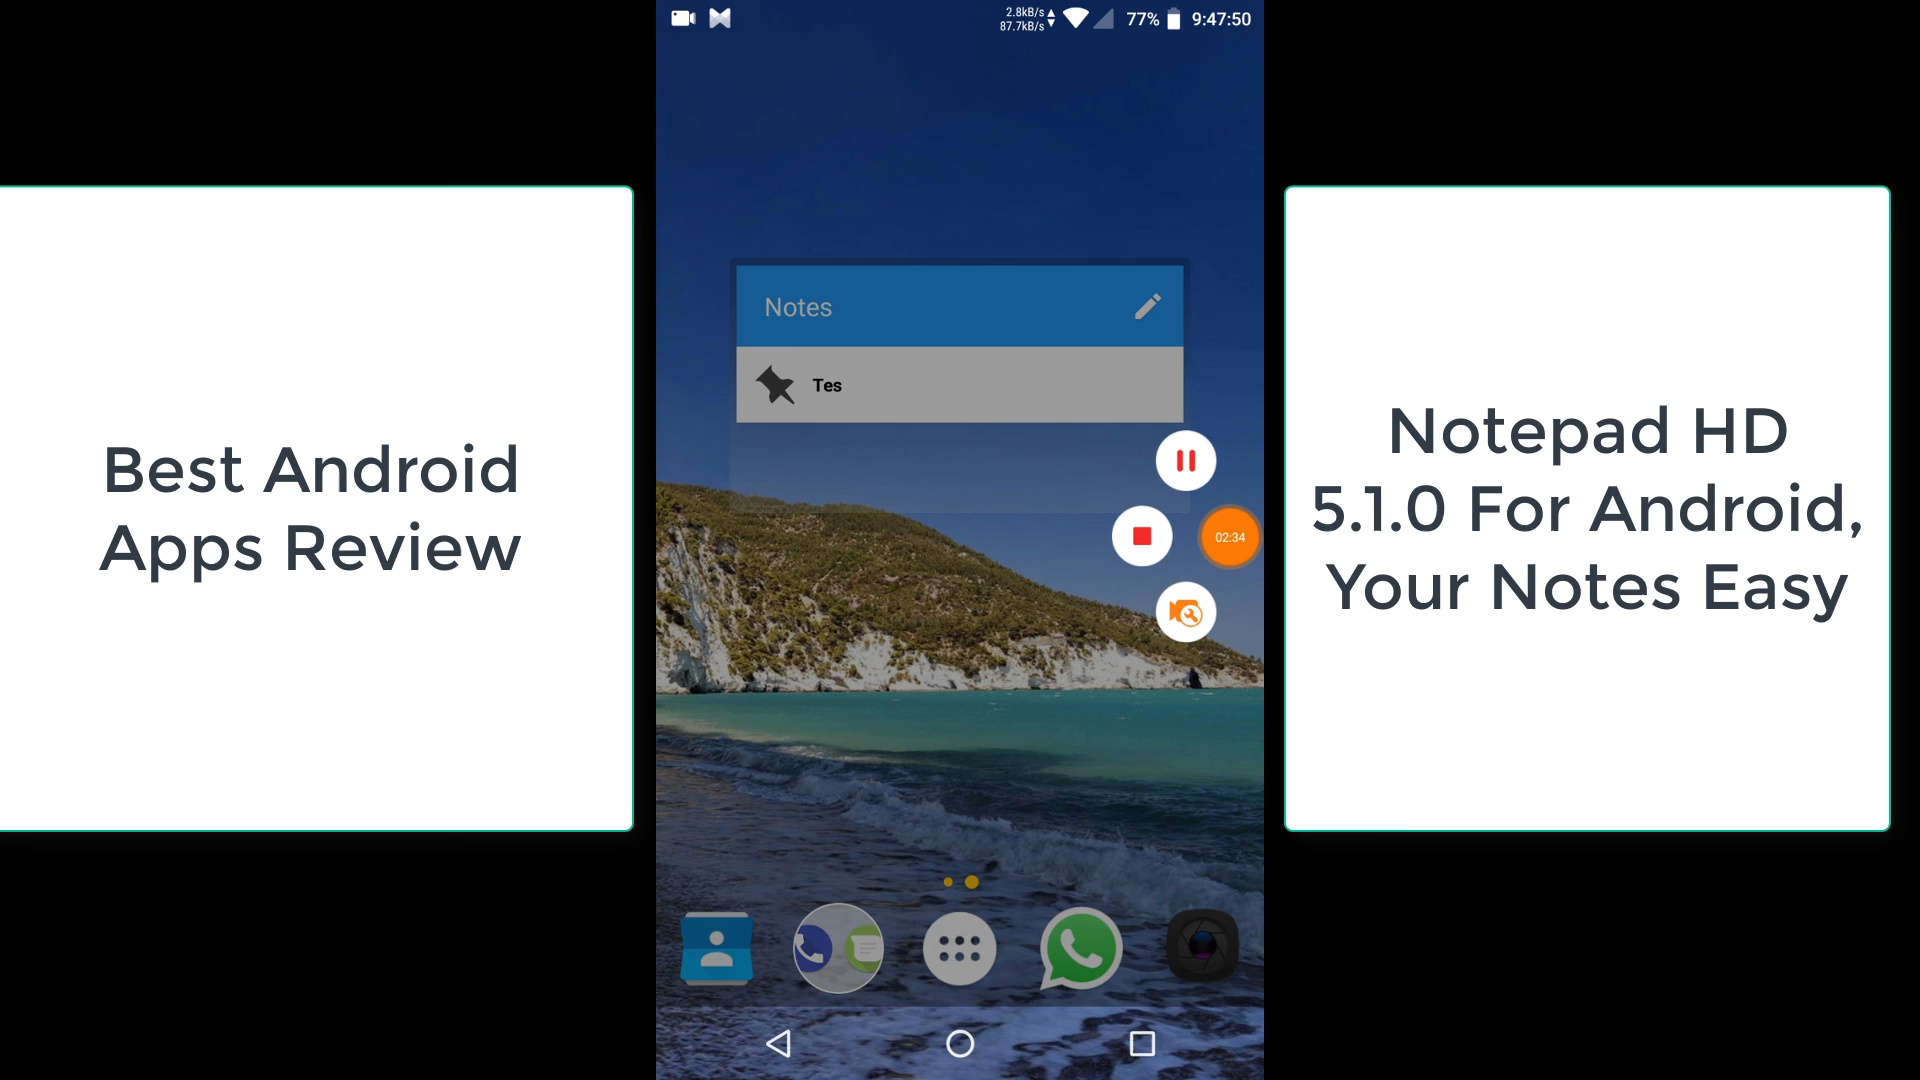 2.8kB/s
87.7kB/s
77%
9:47:50
Notes
Tes
02:34
Best Android
Apps Review
Notepad HD
5.1.0 For Android,
Your Notes Easy